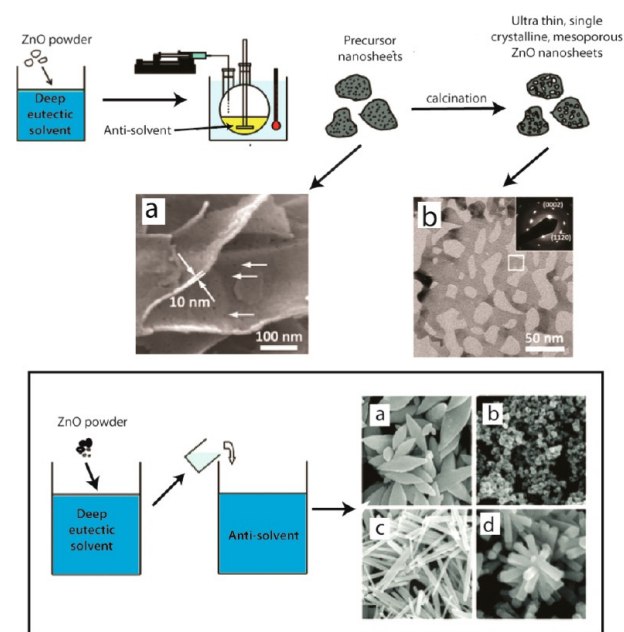 ZnO powder
Deep
eutectic
solvent
Anti-solvent
Precursor
nanosheets
calcination
Ultra thin, single
crystalline, mesoporous
ZnO nanosheets
a
10 nm
100 nm
b
(0002)
(1120)
50 nm
ZnO powder
Deep
eutectic
solvent
Anti-solvent
a
b
c
d